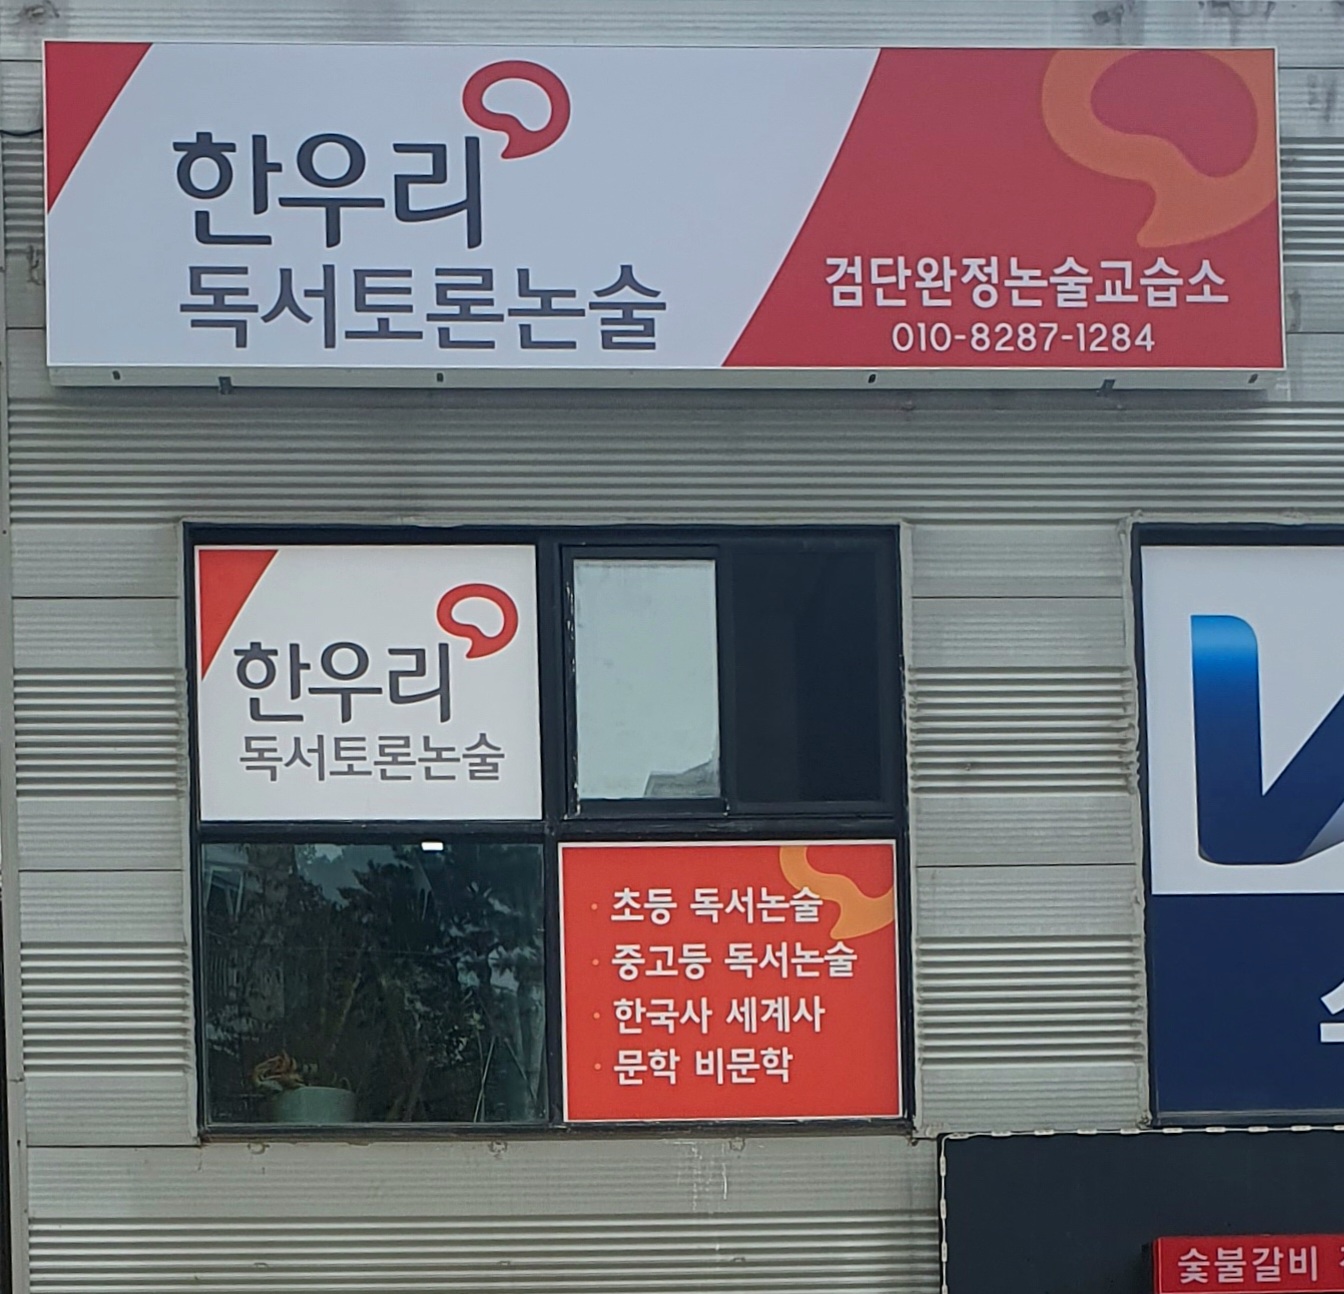 한우리
독서토론논술
검단완정논술교습소
010-8287-1284
한우리
독서토론논술
· 초등 독서논술
· 중고등 독서논술
· 한국사 세계사
· 문학 비문학
숯불갈비